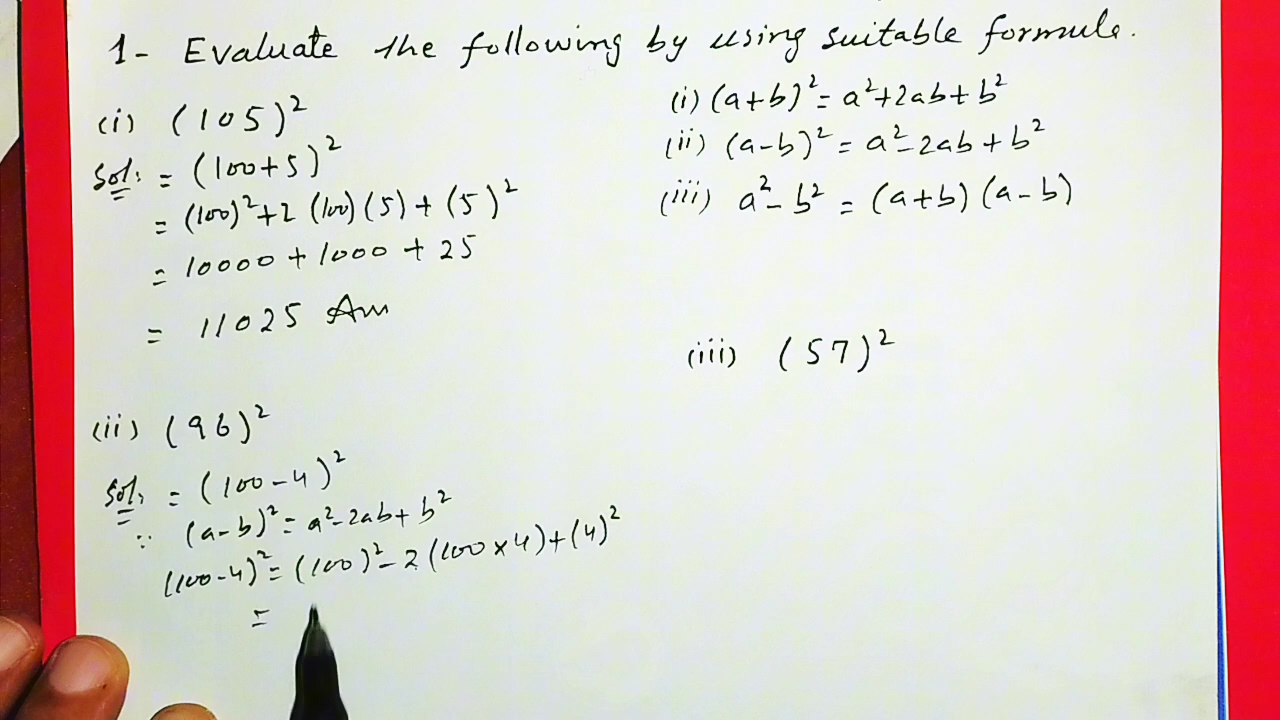 1- Evaluate the following by using suitable formula.
(i) (105)²
Sol: = (100+5)²
= (100)²+2 (100) (5) + (5)²
= 10000 + 1000 + 25
= 11025 Ans
(ii) (96)²
Sol: = (100-4)²
∵ (a-b)² = a²-2ab+b²
(100-4)² = (100)²-2(100×4)+(4)²
=
(i) (a+b)² = a²+2ab+b²
(ii) (a-b)² = a²-2ab+b²
(iii) a²-b² = (a+b) (a-b)
(iii) (57)²